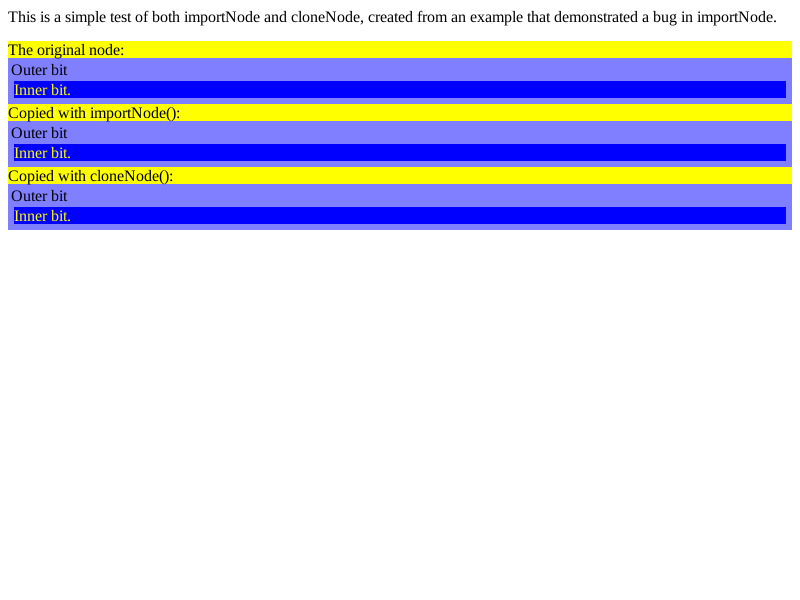 This is a simple test of both importNode and cloneNode, created from an example that demonstrated a bug in importNode.
The original node:
Outer bit
Inner bit.
Copied with importNode():
Outer bit
Inner bit.
Copied with cloneNode():
Outer bit
Inner bit.